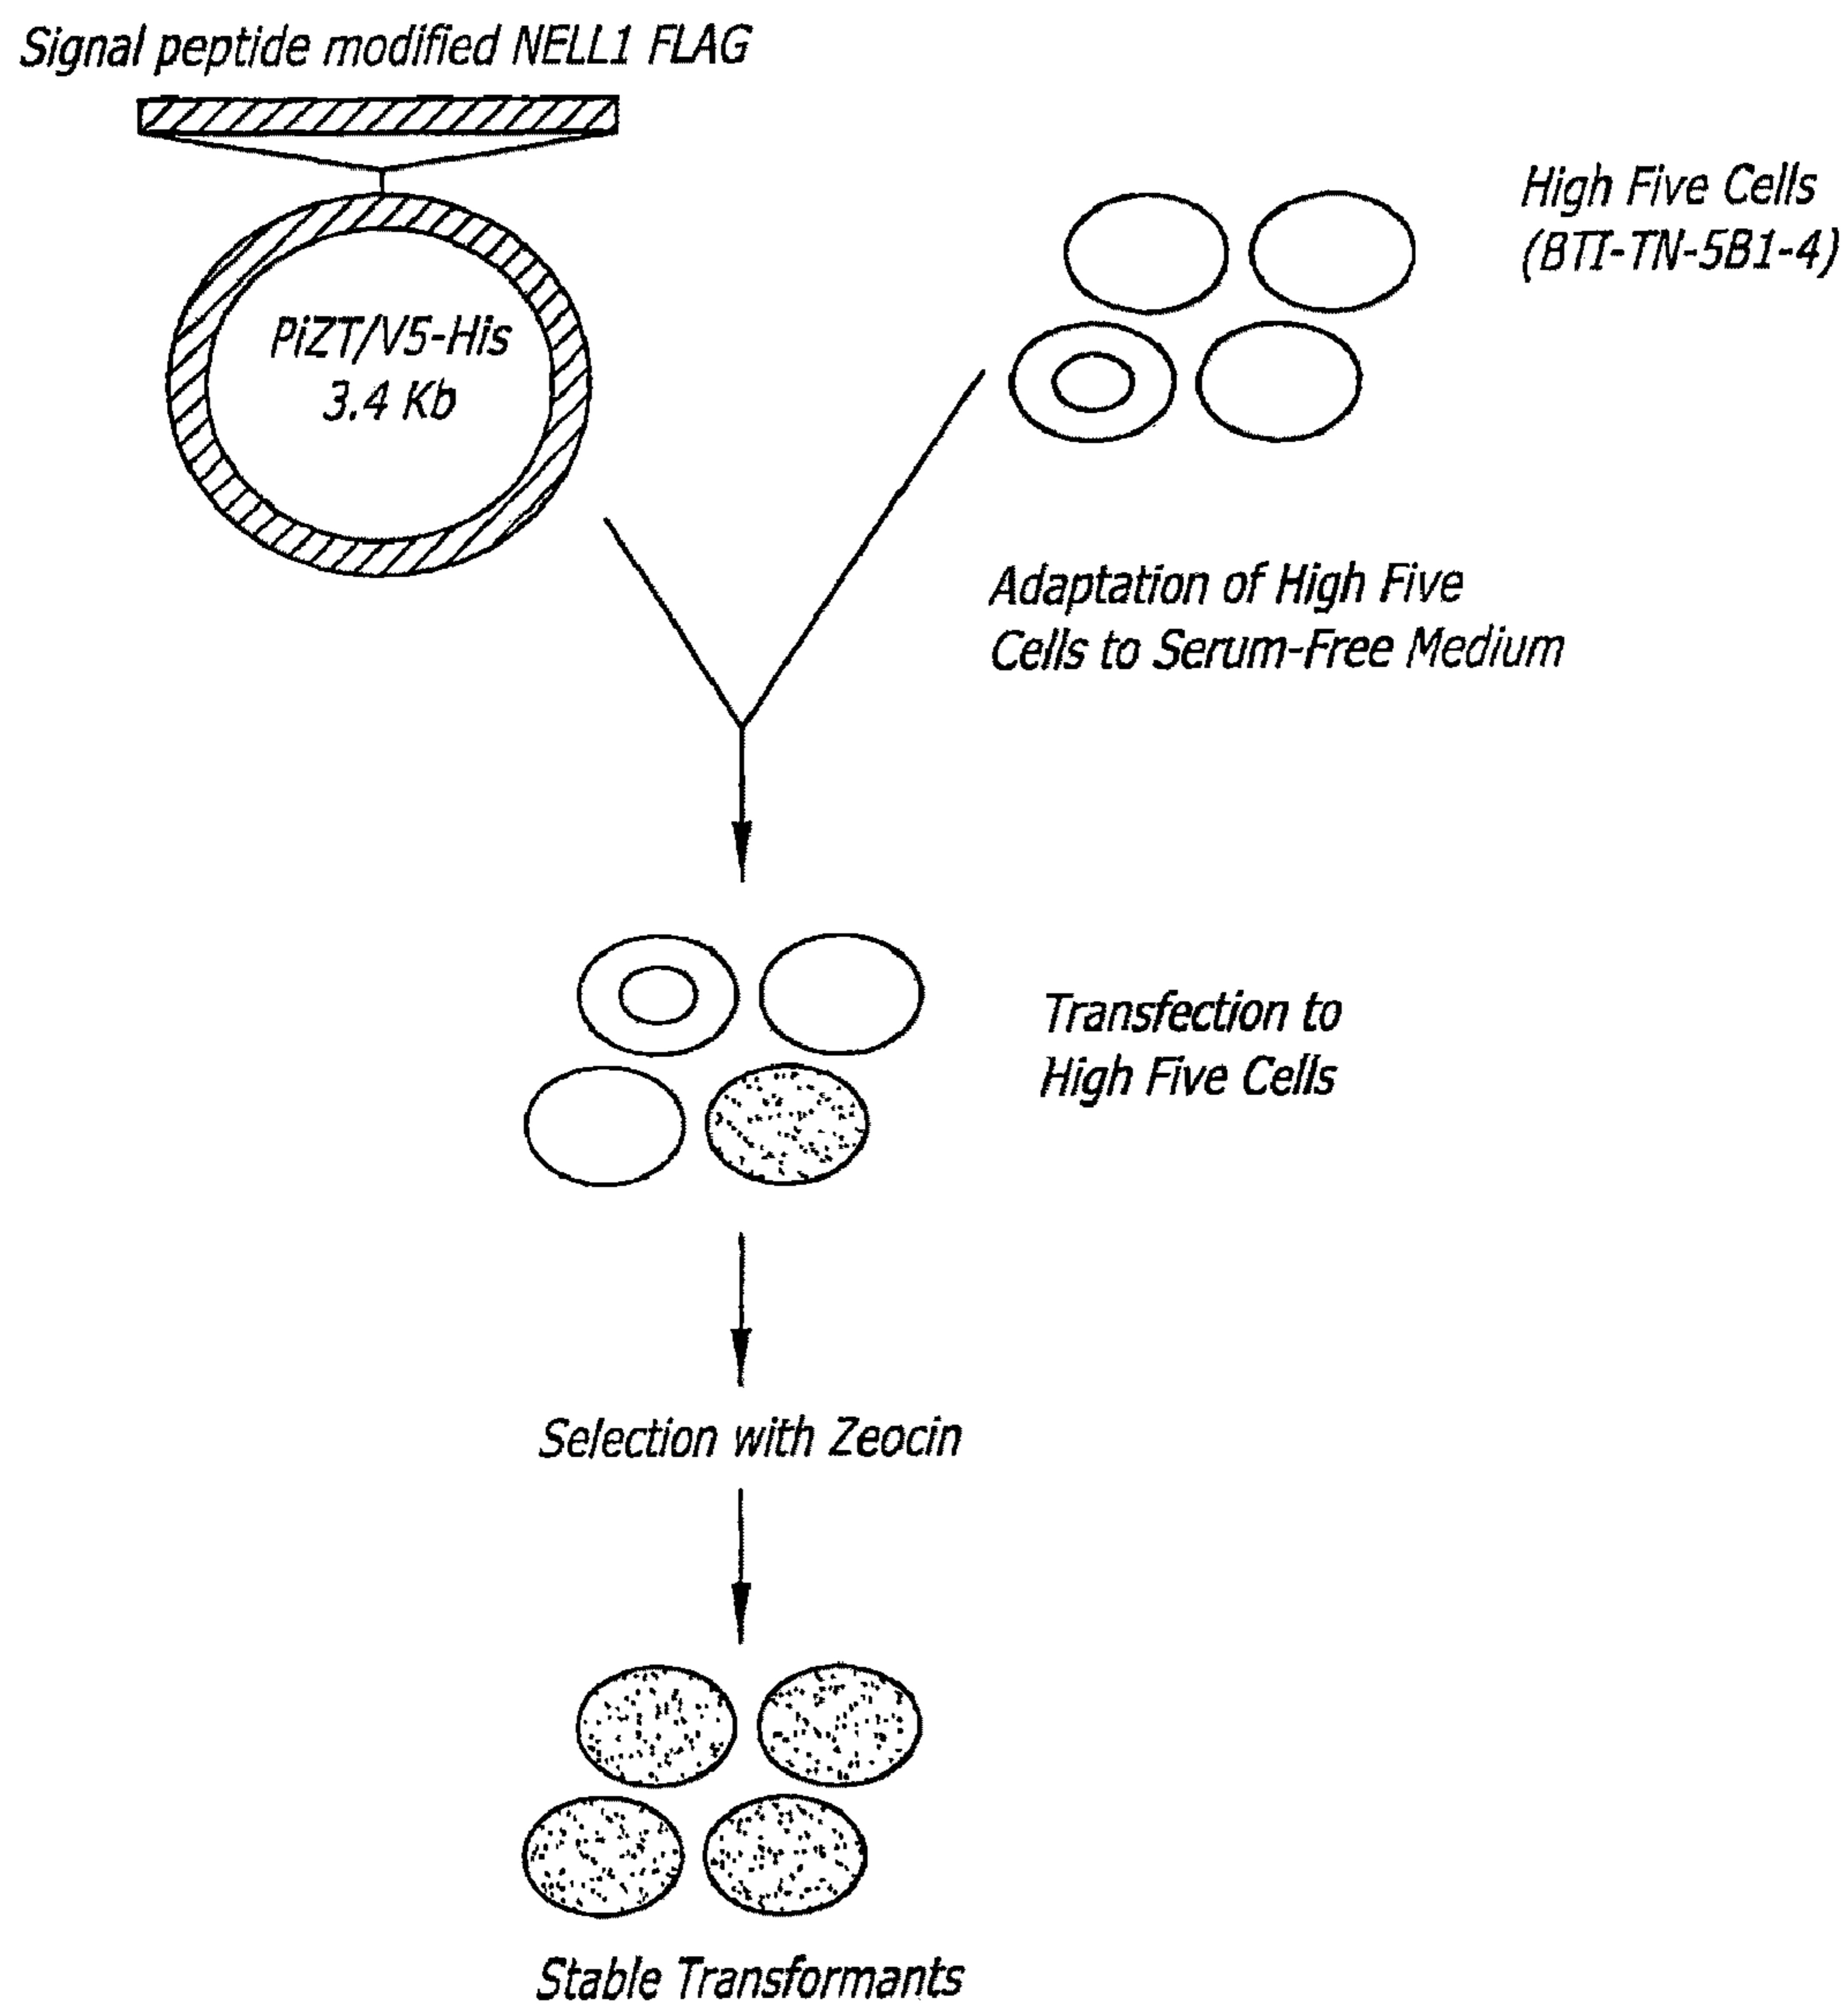 Signal peptide modified NELL1 FLAG
PiZT/V5-His
3.4 Kb
High Five Cells
(BTI-TN-5B1-4)
Adaptation of High Five
Cells to Serum-Free Medium
Transfection to
High Five Cells
Selection with Zeocin
Stable Transformants